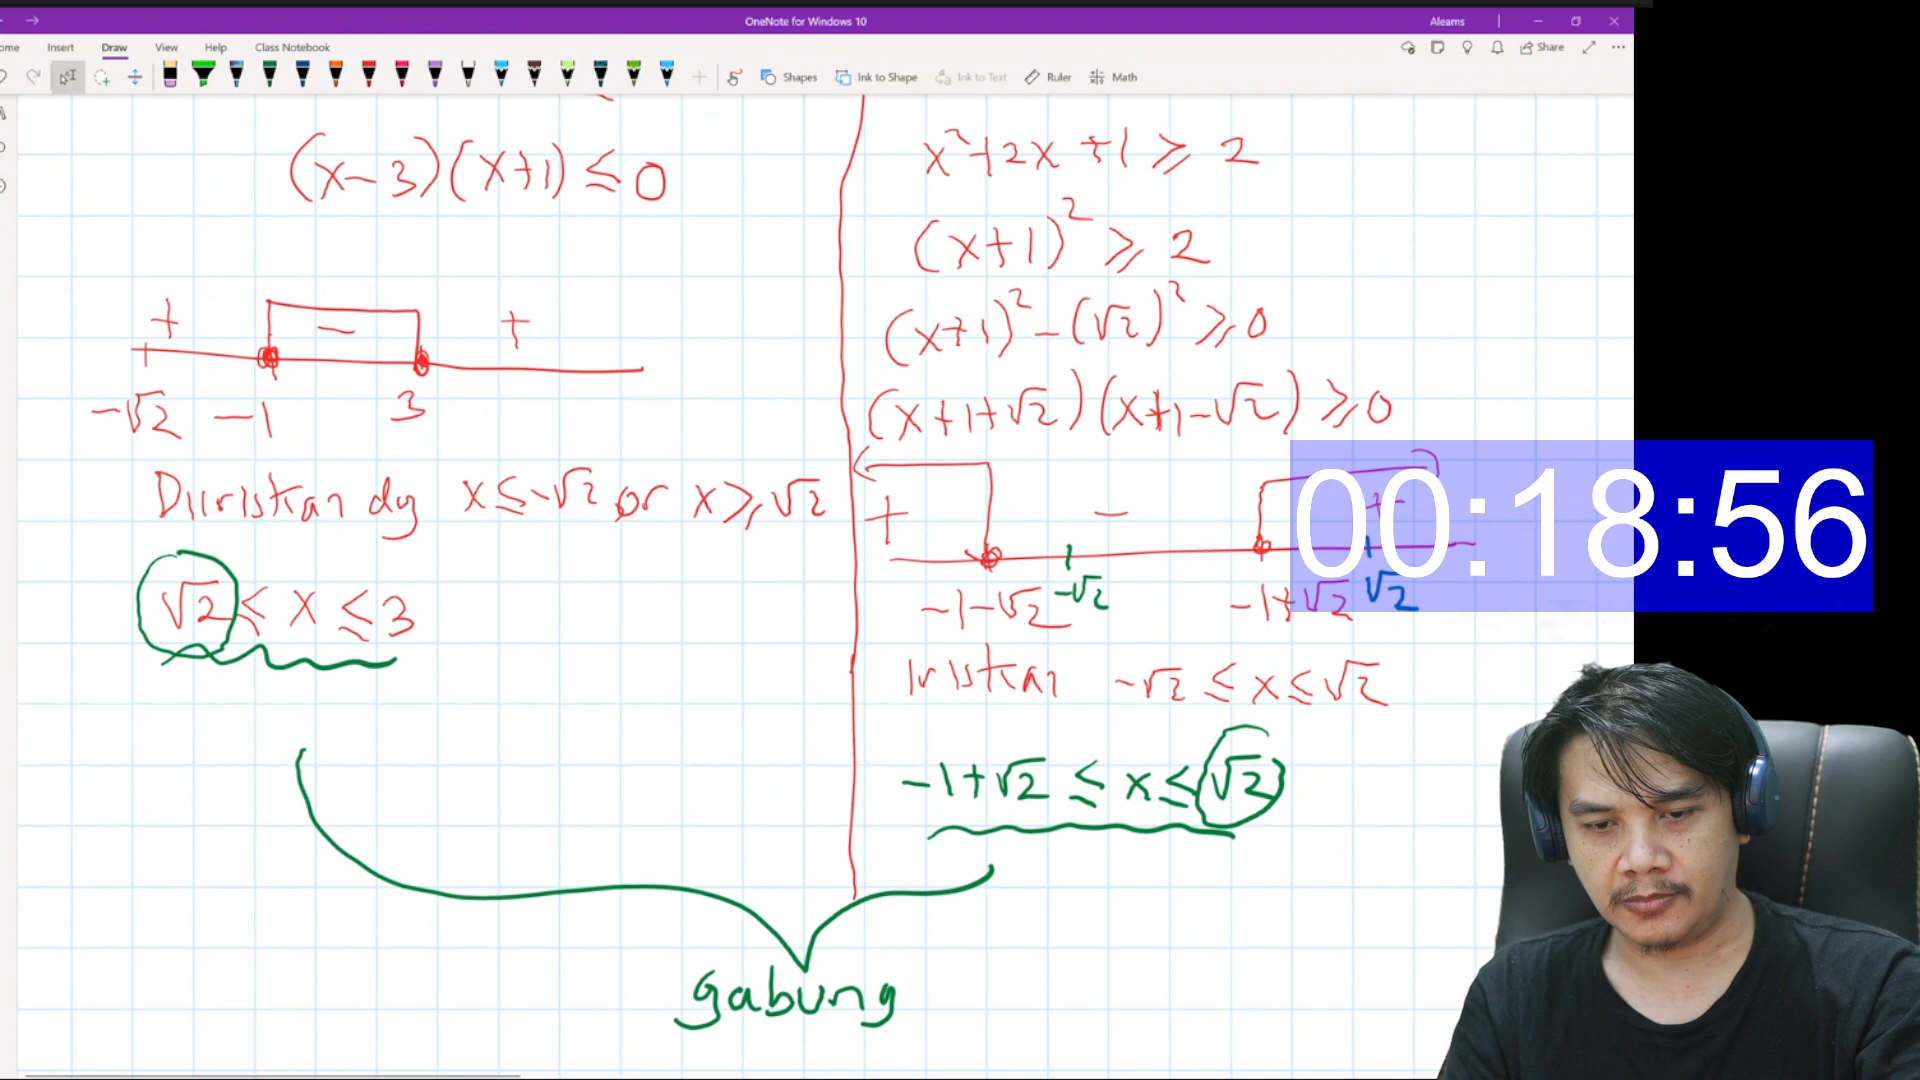 OneNote for Windows 10
Aleams
Insert Draw View Help Class Notebook
Share
Shapes Ink to Shape Ink to Text Ruler Math
(x-3)(x+1) ≤ 0
+ - +
-√2 -1 3
Diiriskan dg x ≤ -√2 or x ≥ √2
√2 ≤ x ≤ 3
x²+2x+1 ≥ 2
(x+1)² ≥ 2
(x+1)² - (√2)² ≥ 0
(x+1+√2)(x+1-√2) ≥ 0
+ - +
-1-√2 -√2 -1+√2 √2
Iriskan -√2 ≤ x ≤ √2
-1+√2 ≤ x ≤ √2
gabung
00:18:56